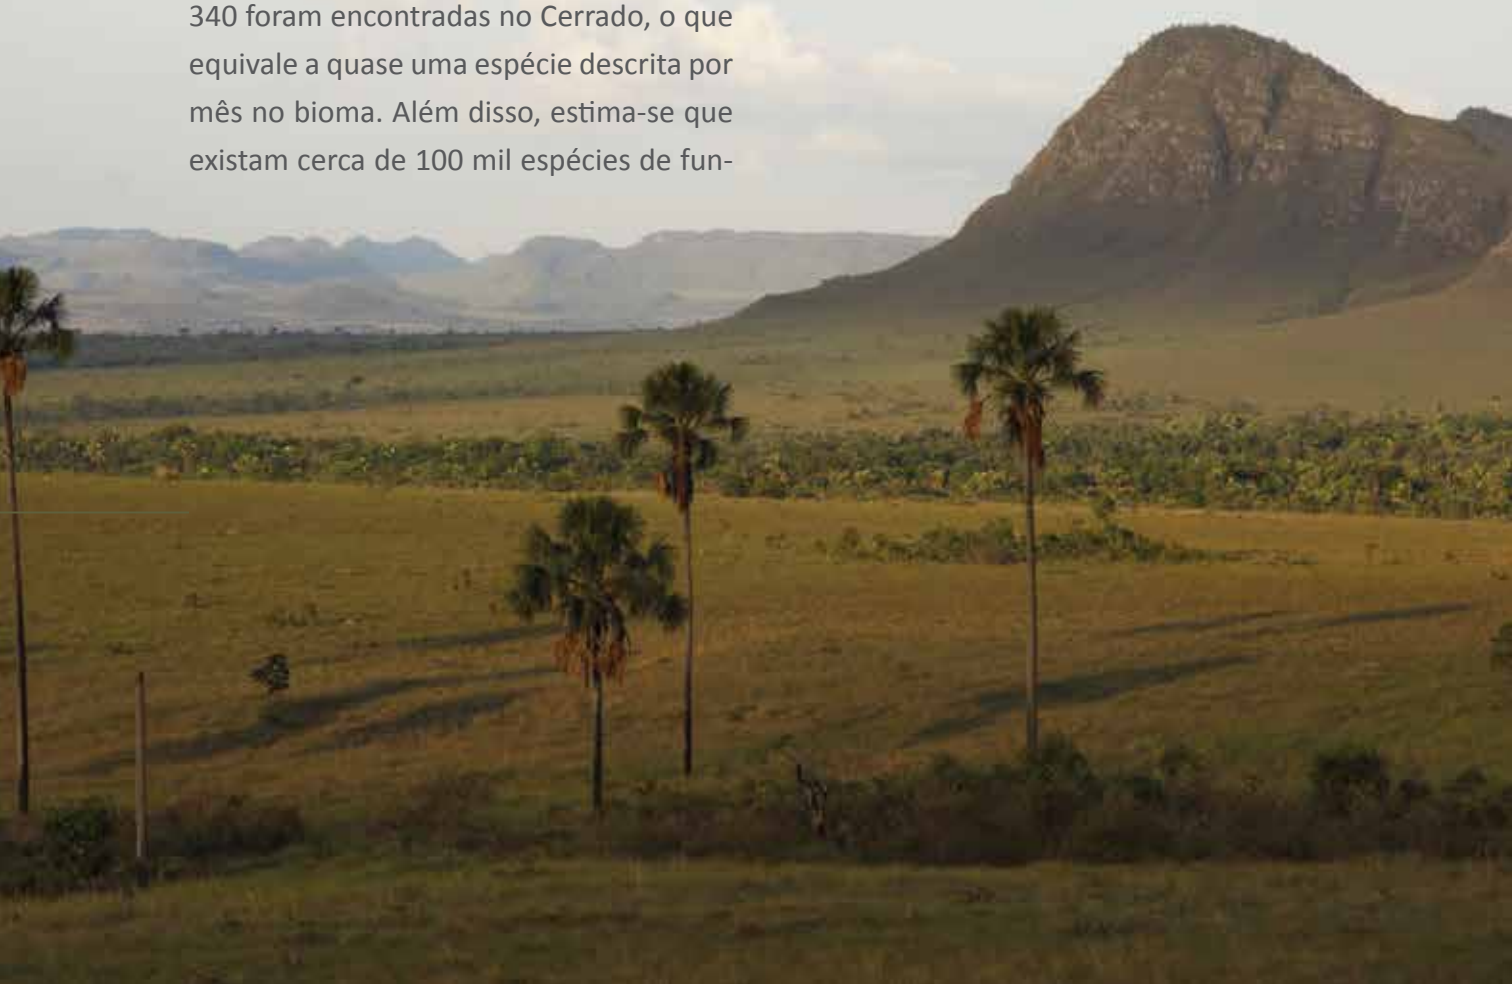 340 foram encontradas no Cerrado, o que
equivale a quase uma espécie descrita por
mês no bioma. Além disso, estima-se que
existam cerca de 100 mil espécies de fun-